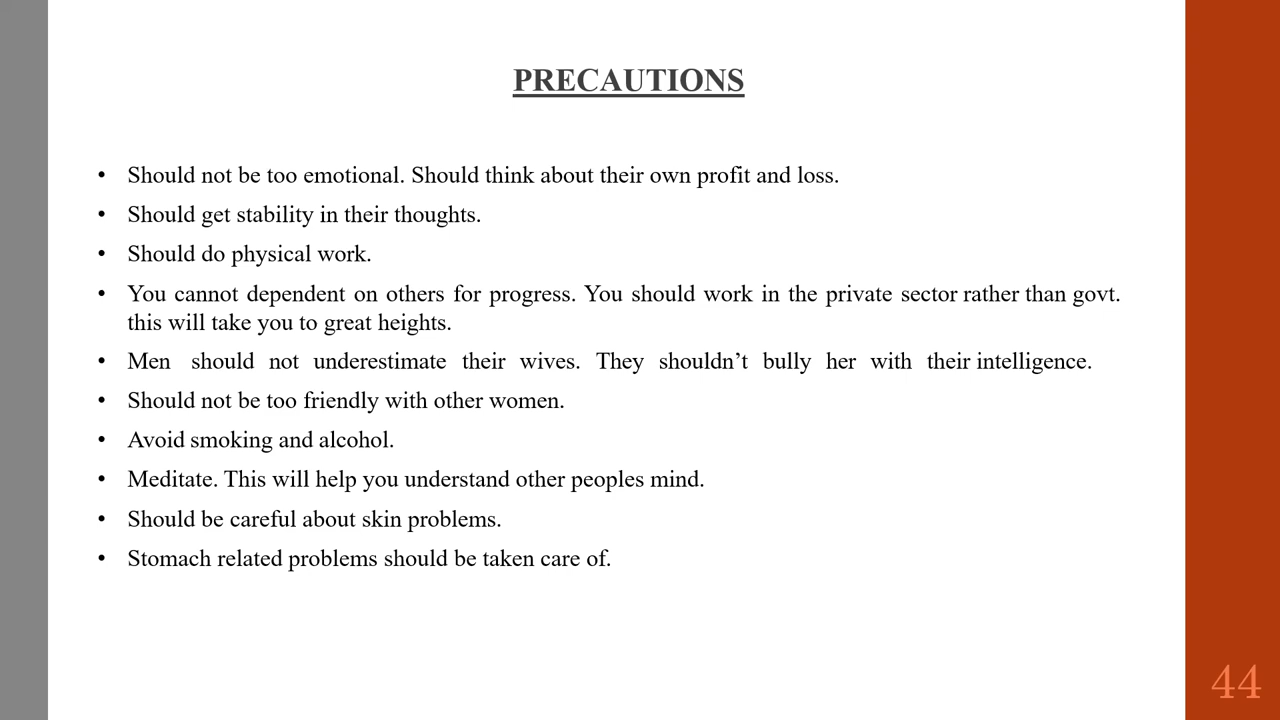 PRECAUTIONS
• Should not be too emotional. Should think about their own profit and loss.
• Should get stability in their thoughts.
• Should do physical work.
• You cannot dependent on others for progress. You should work in the private sector rather than govt.
this will take you to great heights.
• Men should not underestimate their wives. They shouldn’t bully her with their intelligence.
• Should not be too friendly with other women.
• Avoid smoking and alcohol.
• Meditate. This will help you understand other peoples mind.
• Should be careful about skin problems.
• Stomach related problems should be taken care of.
44